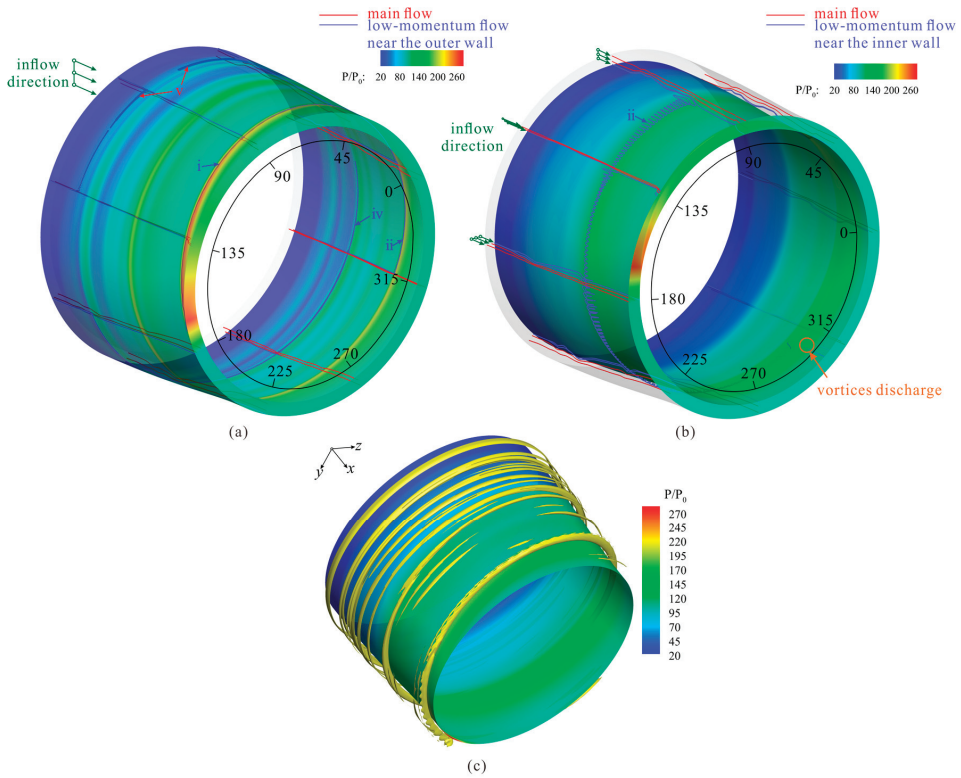 main flow
low-momentum flow
near the outer wall
P/P0: 20 80 140 200 260
inflow
direction
v
i
iv
ii
45
0
90
135
315
180
270
225
(a)
main flow
low-momentum flow
near the inner wall
P/P0: 20 80 140 200 260
inflow
direction
ii
90
45
135
0
180
315
225
270
vortices discharge
(b)
z
y
x
P/P0
270
245
220
195
170
145
120
95
70
45
20
(c)